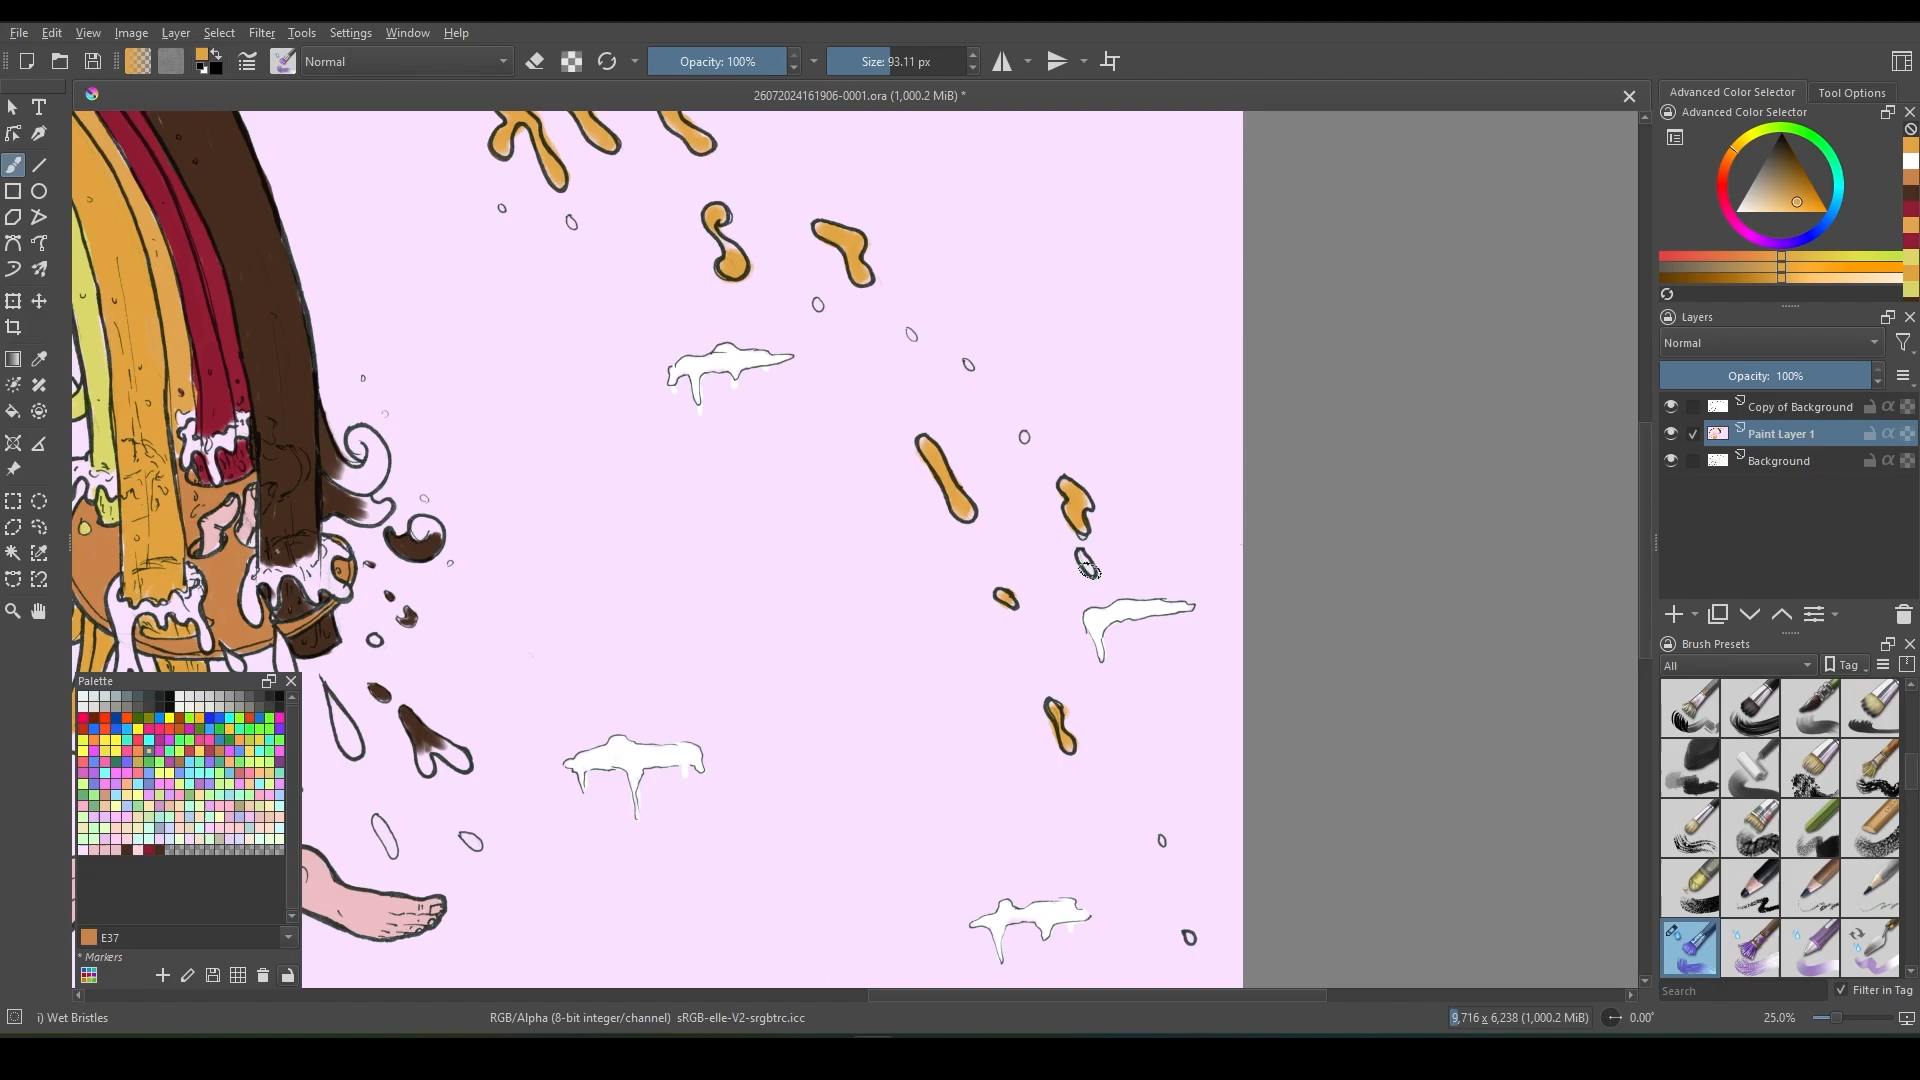 File Edit View Image Layer Select Filter Tools Settings Window Help
Normal
Opacity: 100%
Size: 93.11 px
26072024161906-0001.ora (1,000.2 MiB) *
Advanced Color Selector
Tool Options
Advanced Color Selector
Layers
Normal
Opacity: 100%
Copy of Background
Paint Layer 1
Background
Brush Presets
All
Tag
Palette
E37
* Markers
Search
Filter in Tag
i) Wet Bristles
RGB/Alpha (8-bit integer/channel) sRGB-elle-V2-srgbtrc.icc
9,716 x 6,238 (1,000.2 MiB)
0.00°
25.0%